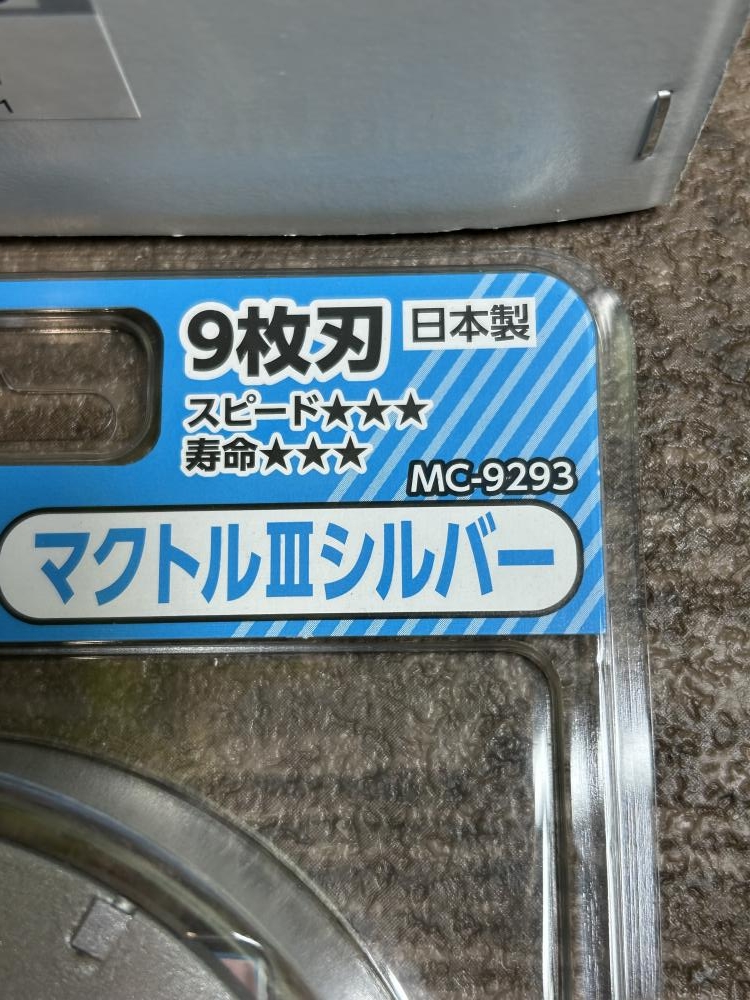 9枚刃
日本製
スピード★★★
寿命★★★
MC-9293
マクトルⅢシルバー